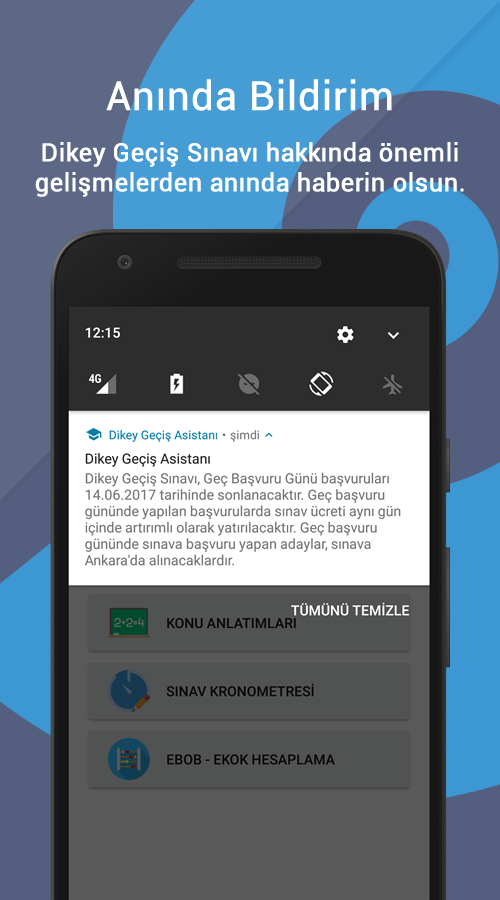 Anında Bildirim
Dikey Geçiş Sınavı hakkında önemli
gelişmelerden anında haberin olsun.
12:15
4G
Dikey Geçiş Asistanı • şimdi
Dikey Geçiş Asistanı
Dikey Geçiş Sınavı, Geç Başvuru Günü başvuruları
14.06.2017 tarihinde sonlanacaktır. Geç başvuru
gününde yapılan başvurularda sınav ücreti aynı gün
içinde artırımlı olarak yatırılacaktır. Geç başvuru
gününde sınava başvuru yapan adaylar, sınava
Ankara'da alınacaklardır.
TÜMÜNÜ TEMİZLE
2+2=4
KONU ANLATIMLARI
SINAV KRONOMETRESİ
EBOB - EKOK HESAPLAMA